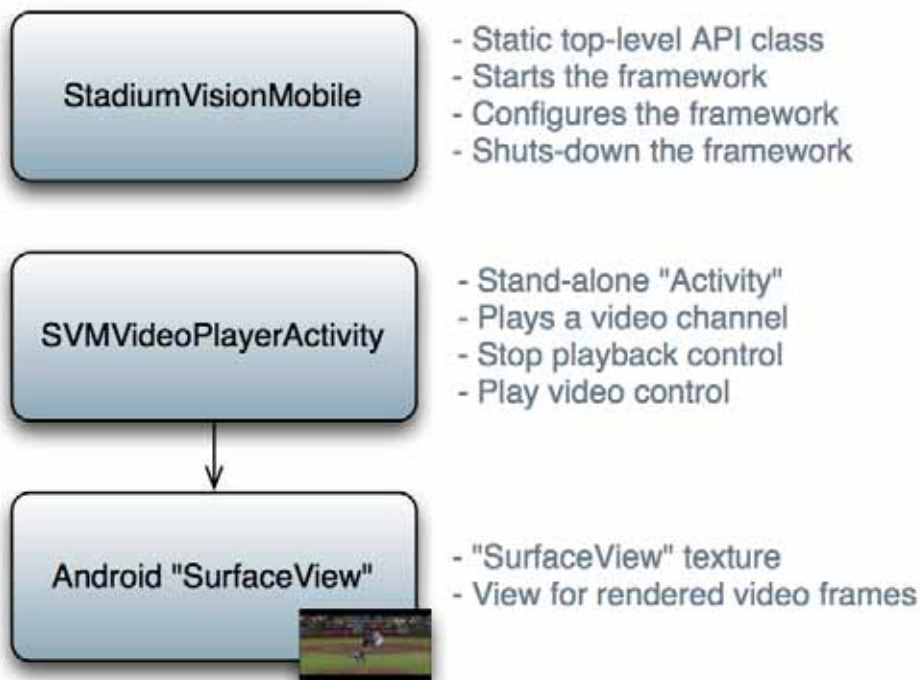 StadiumVisionMobile
- Static top-level API class
- Starts the framework
- Configures the framework
- Shuts-down the framework
SVMVideoPlayerActivity
- Stand-alone "Activity"
- Plays a video channel
- Stop playback control
- Play video control
Android "SurfaceView"
- "SurfaceView" texture
- View for rendered video frames